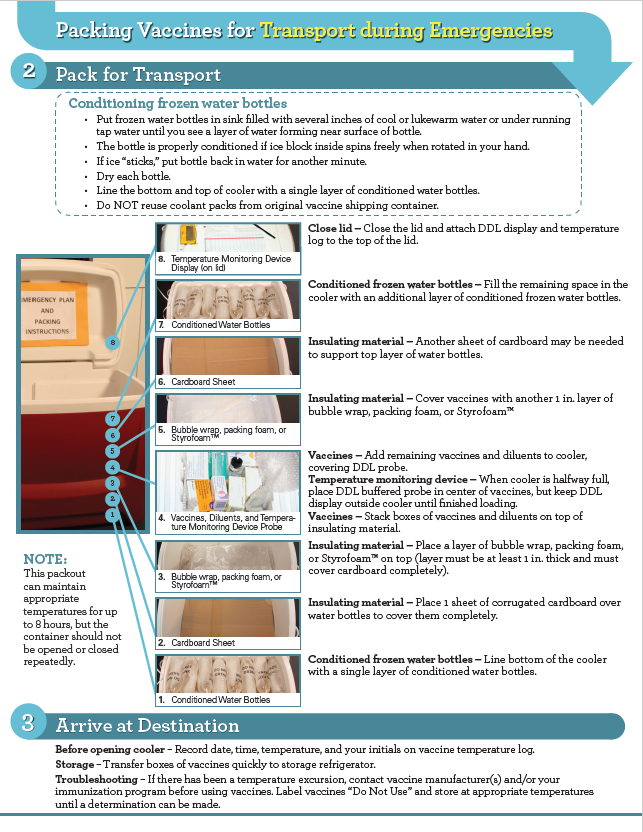 Packing Vaccines for Transport during Emergencies
2 Pack for Transport
Conditioning frozen water bottles
• Put frozen water bottles in sink filled with several inches of cool or lukewarm water or under running
tap water until you see a layer of water forming near surface of bottle.
• The bottle is properly conditioned if ice block inside spins freely when rotated in your hand.
• If ice “sticks,” put bottle back in water for another minute.
• Dry each bottle.
• Line the bottom and top of cooler with a single layer of conditioned water bottles.
• Do NOT reuse coolant packs from original vaccine shipping container.
EMERGENCY PLAN
AND
PACKING
INSTRUCTIONS
8
7
6
5
4
3
2
1
8. Temperature Monitoring Device
Display (on lid)
Close lid – Close the lid and attach DDL display and temperature
log to the top of the lid.
7. Conditioned Water Bottles
Conditioned frozen water bottles – Fill the remaining space in the
cooler with an additional layer of conditioned frozen water bottles.
6. Cardboard Sheet
Insulating material – Another sheet of cardboard may be needed
to support top layer of water bottles.
5. Bubble wrap, packing foam, or
Styrofoam™
Insulating material – Cover vaccines with another 1 in. layer of
bubble wrap, packing foam, or Styrofoam™
4. Vaccines, Diluents, and Tempera-
ture Monitoring Device Probe
Vaccines – Add remaining vaccines and diluents to cooler,
covering DDL probe.
Temperature monitoring device – When cooler is halfway full,
place DDL buffered probe in center of vaccines, but keep DDL
display outside cooler until finished loading.
Vaccines – Stack boxes of vaccines and diluents on top of
insulating material.
3. Bubble wrap, packing foam, or
Styrofoam™
Insulating material – Place a layer of bubble wrap, packing foam,
or Styrofoam™ on top (layer must be at least 1 in. thick and must
cover cardboard completely).
2. Cardboard Sheet
Insulating material – Place 1 sheet of corrugated cardboard over
water bottles to cover them completely.
1. Conditioned Water Bottles
Conditioned frozen water bottles – Line bottom of the cooler
with a single layer of conditioned water bottles.
NOTE:
This packout
can maintain
appropriate
temperatures for up
to 8 hours, but the
container should not
be opened or closed
repeatedly.
3 Arrive at Destination
Before opening cooler – Record date, time, temperature, and your initials on vaccine temperature log.
Storage – Transfer boxes of vaccines quickly to storage refrigerator.
Troubleshooting – If there has been a temperature excursion, contact vaccine manufacturer(s) and/or your
immunization program before using vaccines. Label vaccines “Do Not Use” and store at appropriate temperatures
until a determination can be made.